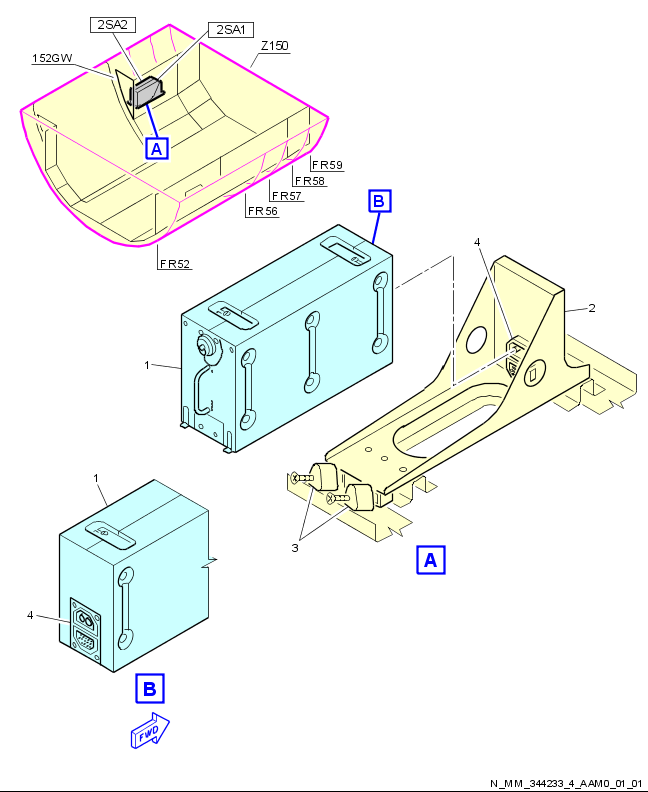 2SA2
2SA1
152GW
Z150
A
FR59
FR58
FR57
FR56
FR52
B
4
2
1
3
1
4
A
B
FWD
N_MM_344233_4_AAM0_01_01